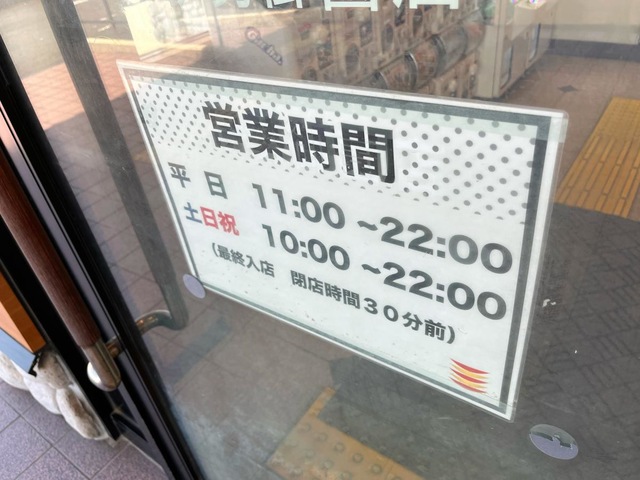 営業時間
平 日 11:00 ~22:00
土日祝 10:00 ~22:00
(最終入店 閉店時間30分前)